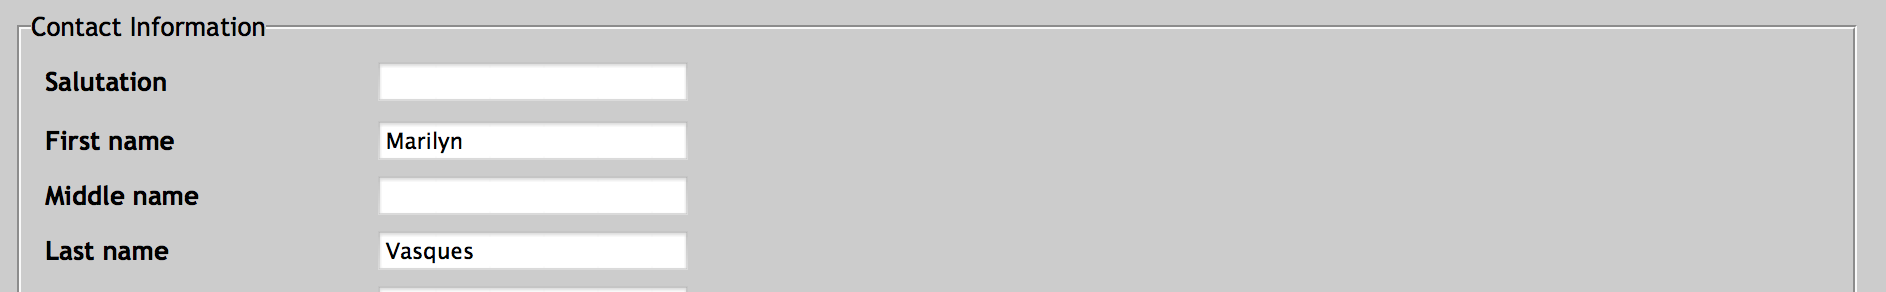 Contact Information
Salutation
First name Marilyn
Middle name
Last name Vasques